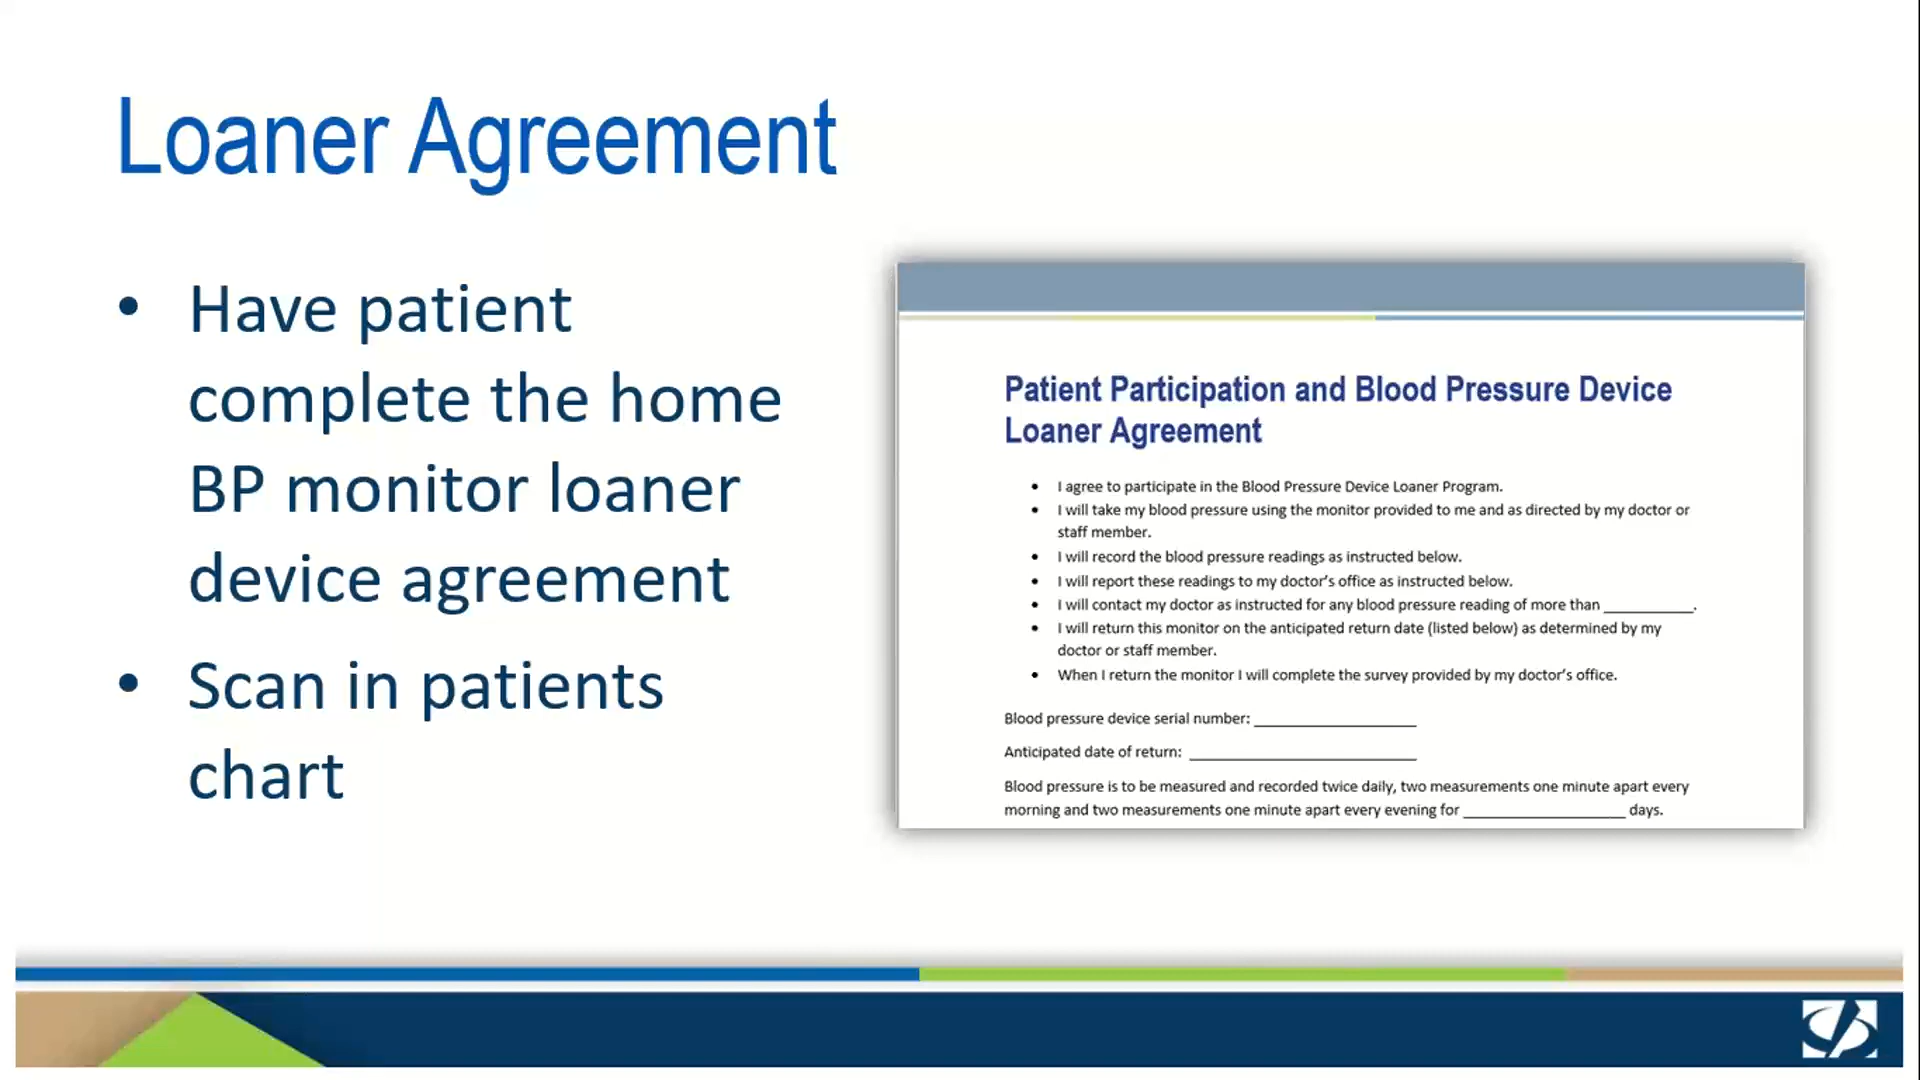 Loaner Agreement
• Have patient
complete the home
BP monitor loaner
device agreement
• Scan in patients
chart
Patient Participation and Blood Pressure Device
Loaner Agreement
• I agree to participate in the Blood Pressure Device Loaner Program.
• I will take my blood pressure using the monitor provided to me and as directed by my doctor or
staff member.
• I will record the blood pressure readings as instructed below.
• I will report these readings to my doctor’s office as instructed below.
• I will contact my doctor as instructed for any blood pressure reading of more than ___________.
• I will return this monitor on the anticipated return date (listed below) as determined by my
doctor or staff member.
• When I return the monitor I will complete the survey provided by my doctor’s office.
Blood pressure device serial number: ____________________
Anticipated date of return: ____________________________
Blood pressure is to be measured and recorded twice daily, two measurements one minute apart every
morning and two measurements one minute apart every evening for ____________________ days.